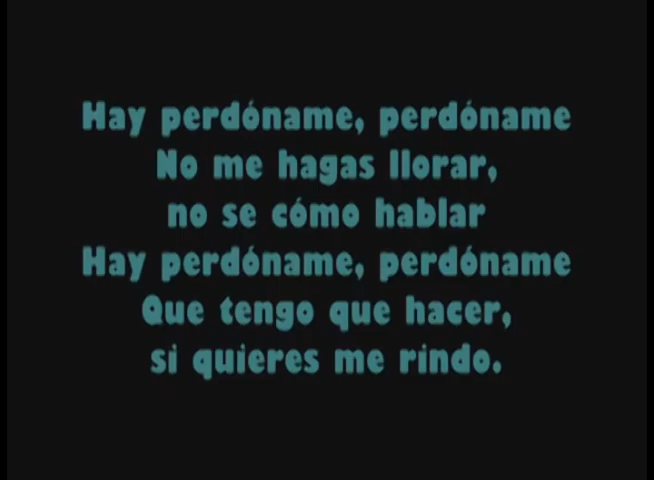 Hay perdóname, perdóname
No me hagas llorar,
no se cómo hablar
Hay perdóname, perdóname
Que tengo que hacer,
si quieres me rindo.